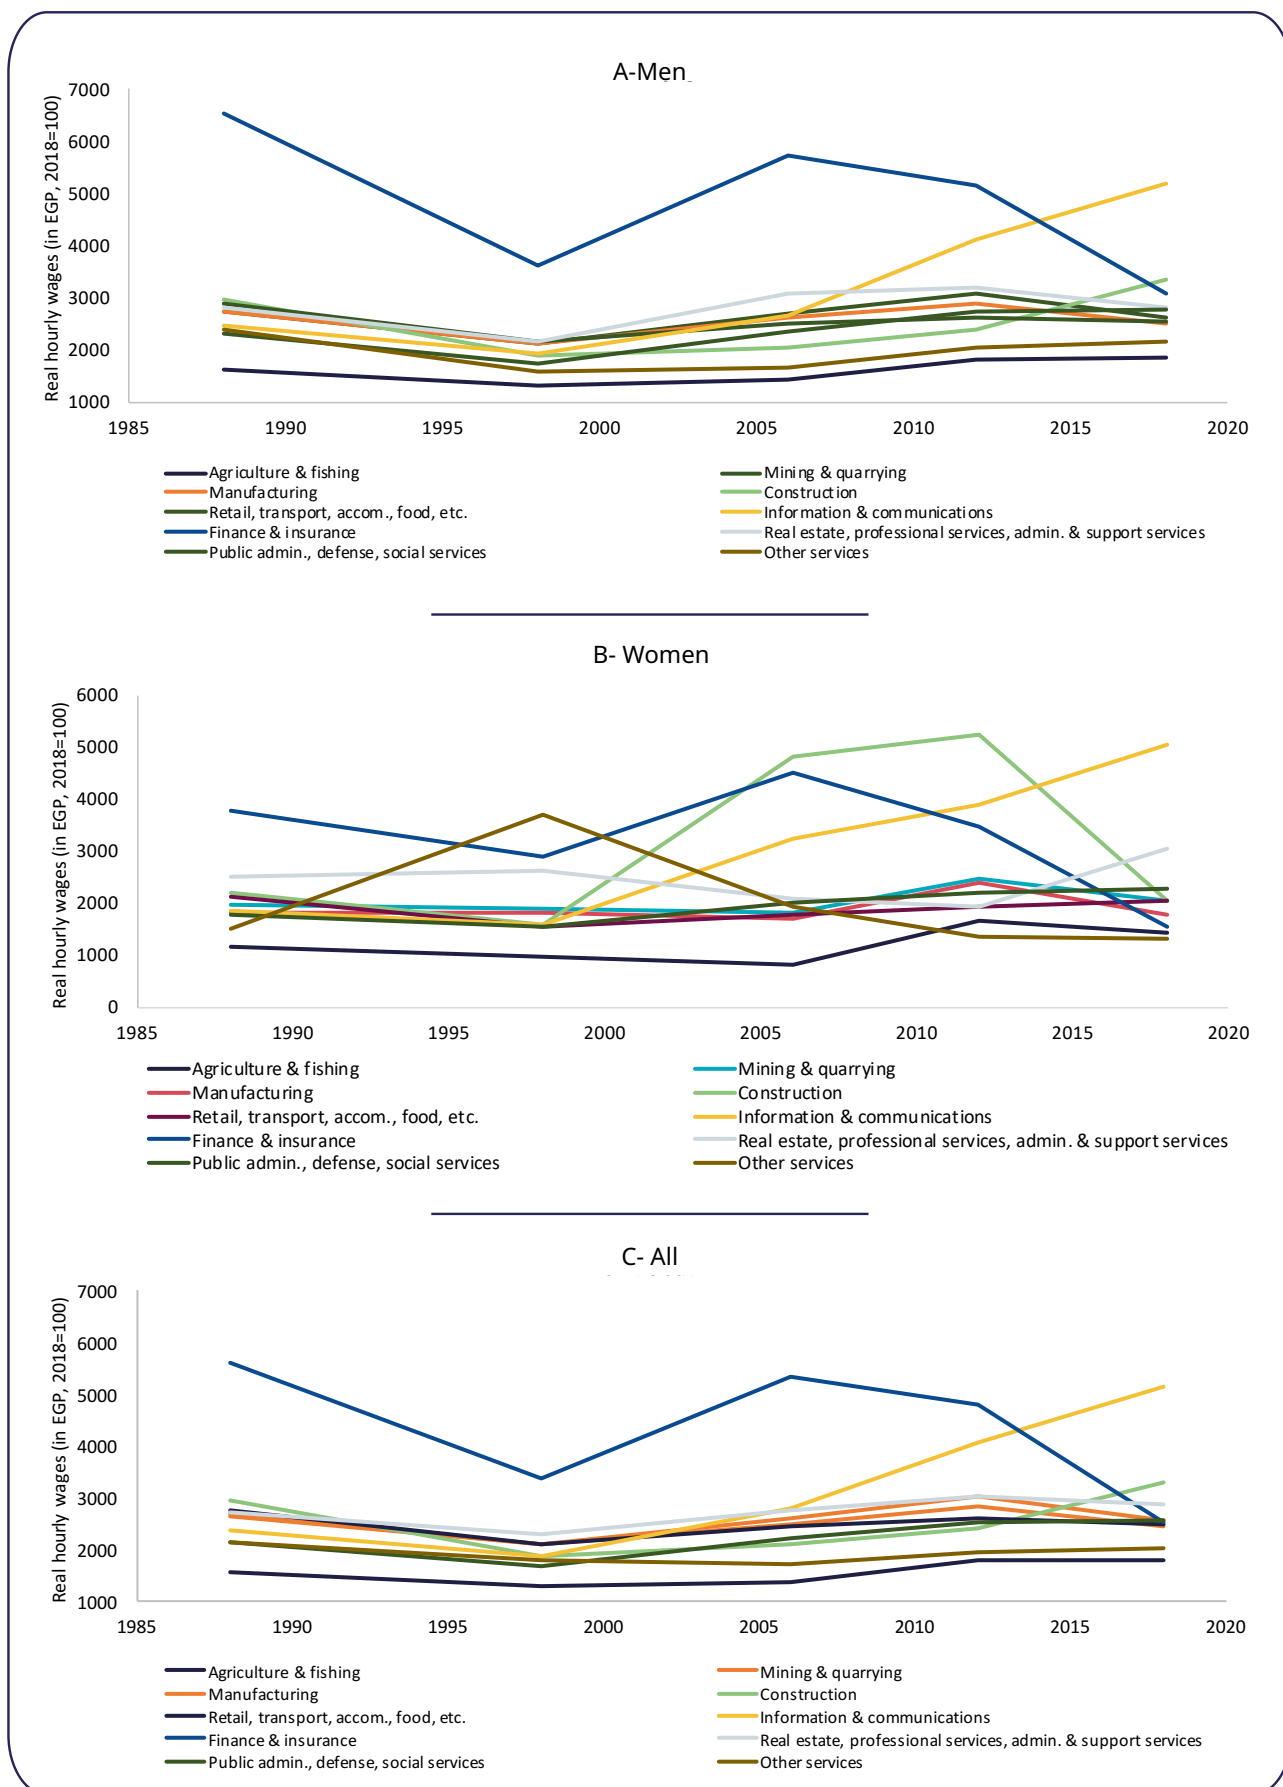 A-Men
Real hourly wages (in EGP, 2018=100)
7000
6000
5000
4000
3000
2000
1000
1985 1990 1995 2000 2005 2010 2015 2020
Agriculture & fishing Mining & quarrying
Manufacturing Construction
Retail, transport, accom., food, etc. Information & communications
Finance & insurance Real estate, professional services, admin. & support services
Public admin., defense, social services Other services
B- Women
Real hourly wages (in EGP, 2018=100)
6000
5000
4000
3000
2000
1000
0
1985 1990 1995 2000 2005 2010 2015 2020
Agriculture & fishing Mining & quarrying
Manufacturing Construction
Retail, transport, accom., food, etc. Information & communications
Finance & insurance Real estate, professional services, admin. & support services
Public admin., defense, social services Other services
C- All
Real hourly wages (in EGP, 2018=100)
7000
6000
5000
4000
3000
2000
1000
1985 1990 1995 2000 2005 2010 2015 2020
Agriculture & fishing Mining & quarrying
Manufacturing Construction
Retail, transport, accom., food, etc. Information & communications
Finance & insurance Real estate, professional services, admin. & support services
Public admin., defense, social services Other services